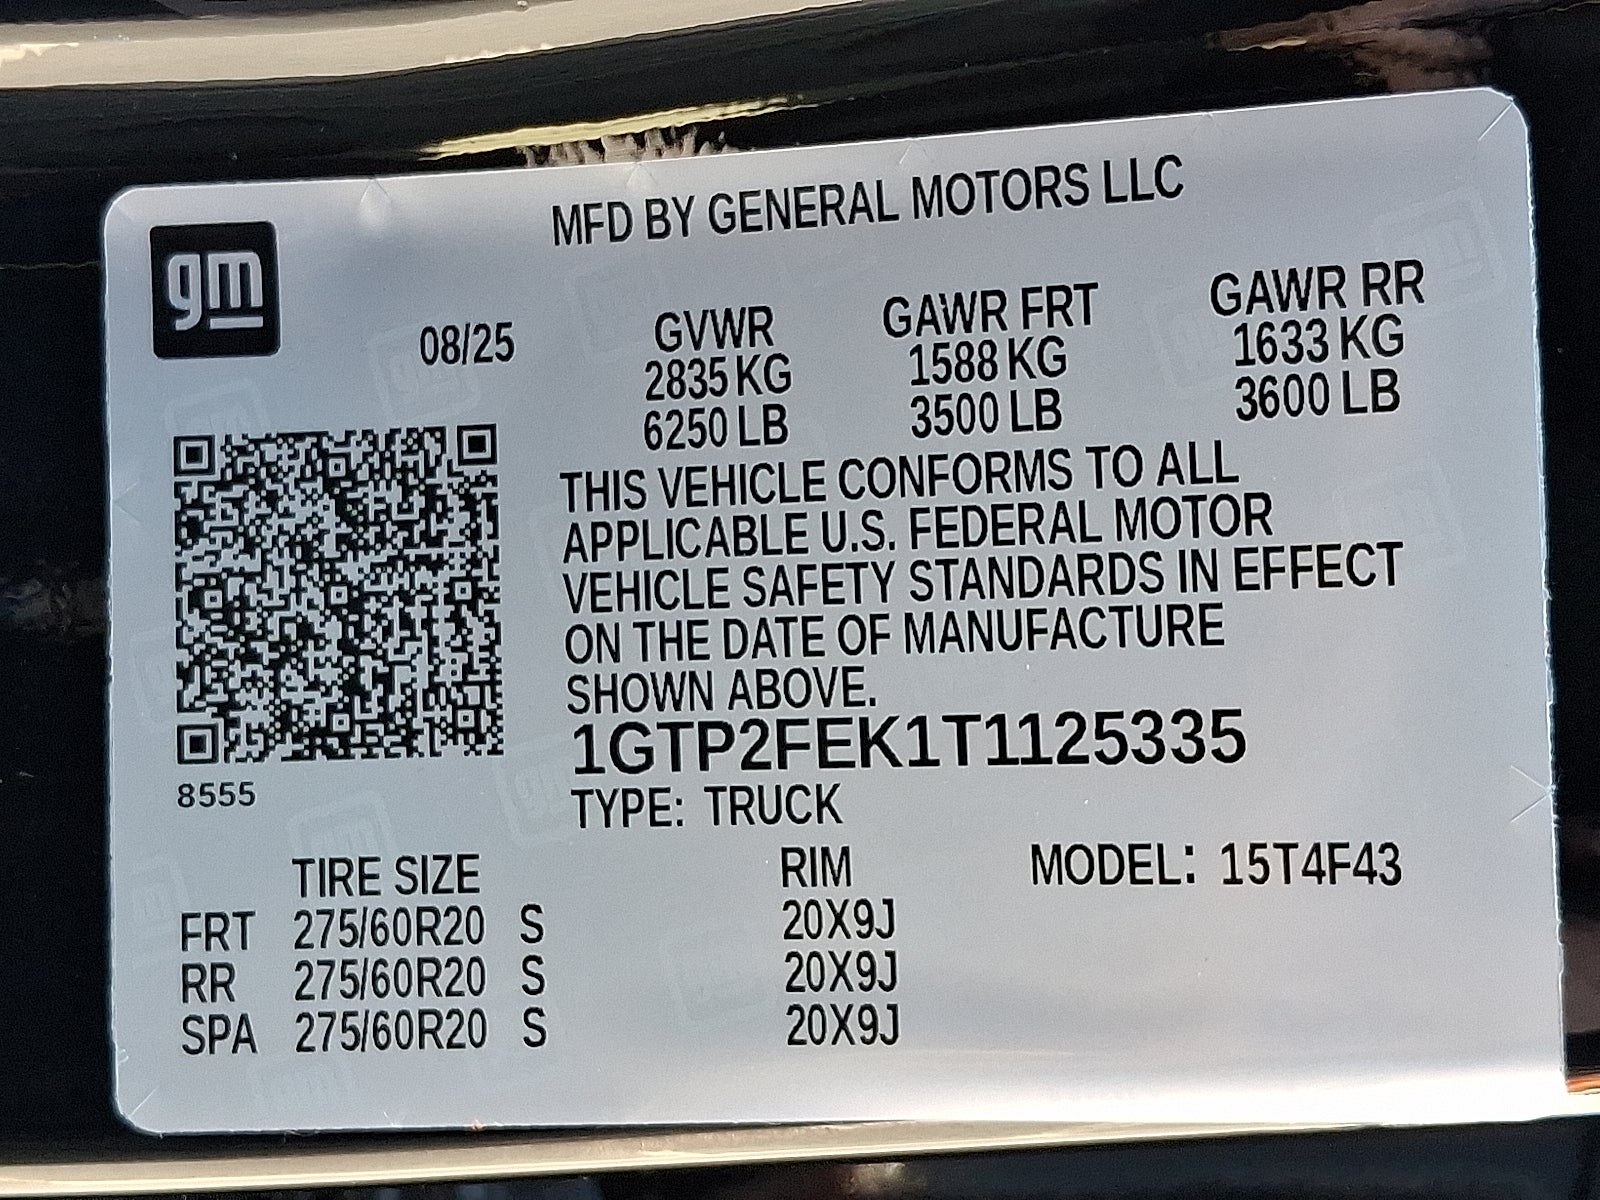 MFD BY GENERAL MOTORS LLC
gm
08/25
GVWR GAWR FRT GAWR RR
2835 KG 1588 KG 1633 KG
6250 LB 3500 LB 3600 LB
THIS VEHICLE CONFORMS TO ALL
APPLICABLE U.S. FEDERAL MOTOR
VEHICLE SAFETY STANDARDS IN EFFECT
ON THE DATE OF MANUFACTURE
SHOWN ABOVE.
1GTP2FEK1T1125335
8555
TYPE: TRUCK
TIRE SIZE RIM MODEL: 15T4F43
FRT 275/60R20 S 20X9J
RR 275/60R20 S 20X9J
SPA 275/60R20 S 20X9J